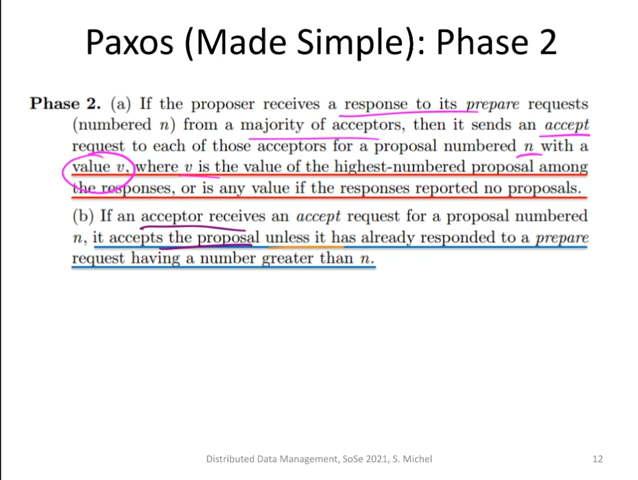 Paxos (Made Simple): Phase 2
Phase 2. (a) If the proposer receives a response to its prepare requests
(numbered n) from a majority of acceptors, then it sends an accept
request to each of those acceptors for a proposal numbered n with a
value v, where v is the value of the highest-numbered proposal among
the responses, or is any value if the responses reported no proposals.
(b) If an acceptor receives an accept request for a proposal numbered
n, it accepts the proposal unless it has already responded to a prepare
request having a number greater than n.
Distributed Data Management, SoSe 2021, S. Michel
12